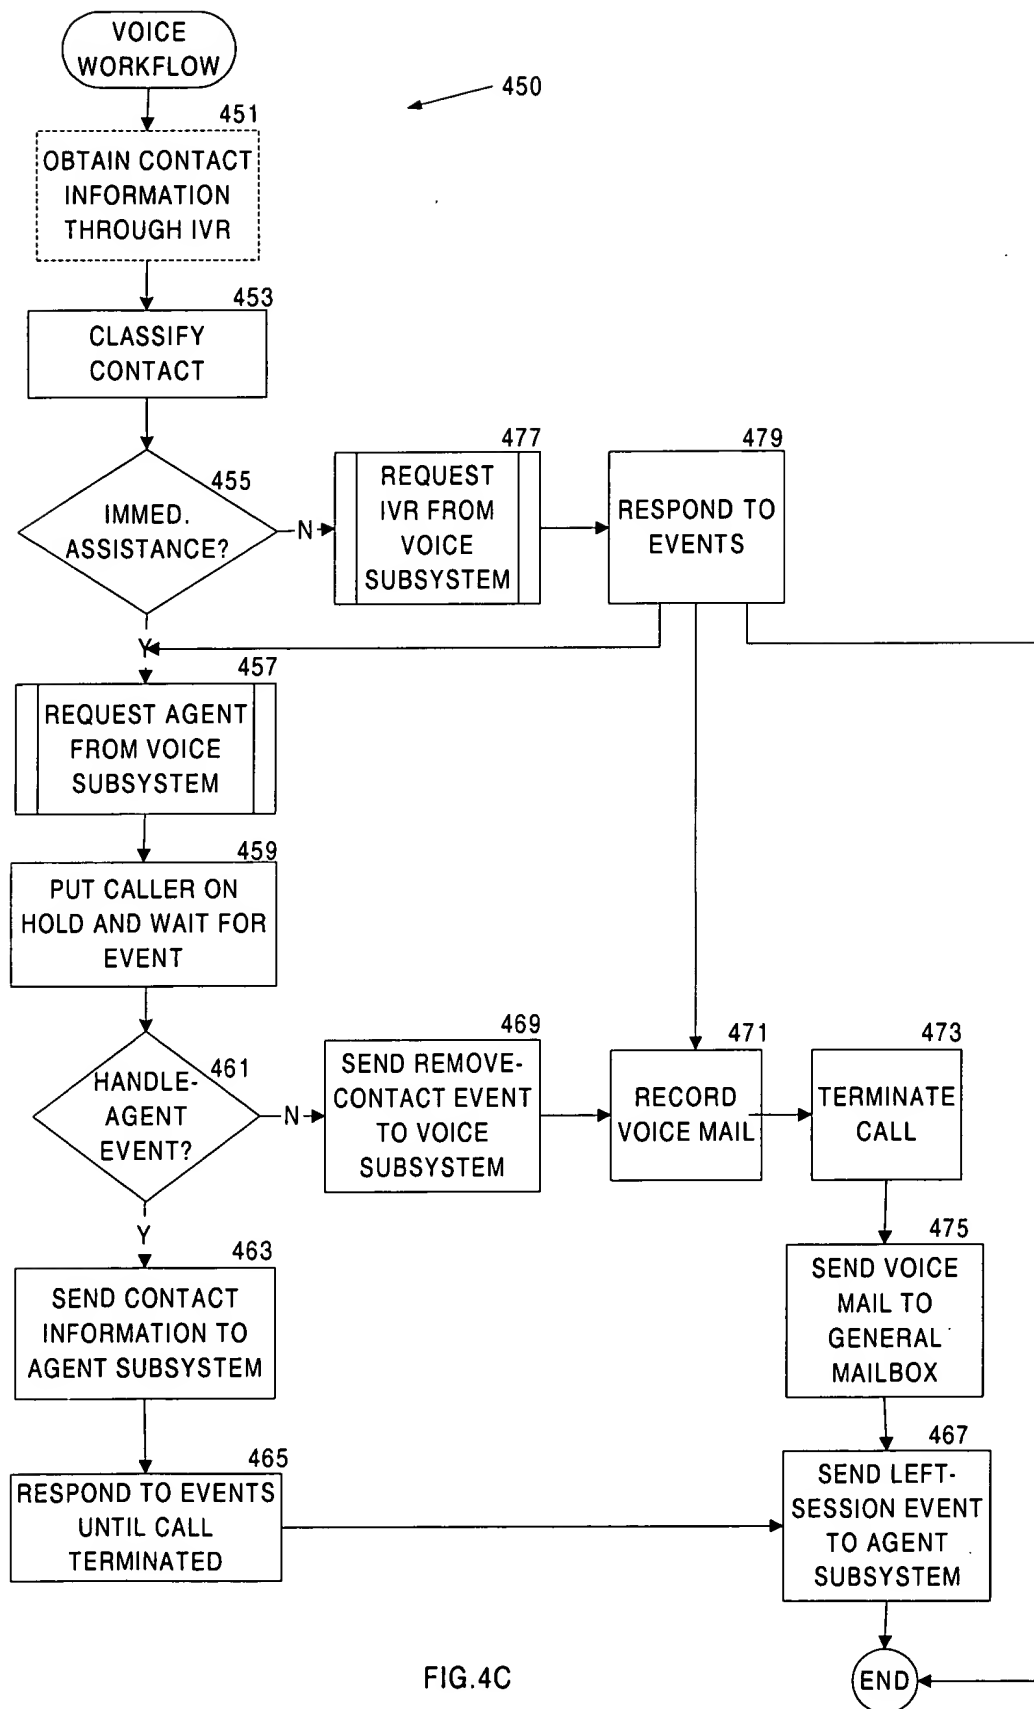 VOICE
WORKFLOW
450
451
OBTAIN CONTACT
INFORMATION
THROUGH IVR
453
CLASSIFY
CONTACT
455
IMMED.
ASSISTANCE?
N
477
REQUEST
IVR FROM
VOICE
SUBSYSTEM
479
RESPOND TO
EVENTS
Y
457
REQUEST AGENT
FROM VOICE
SUBSYSTEM
459
PUT CALLER ON
HOLD AND WAIT FOR
EVENT
461
HANDLE-
AGENT
EVENT?
N
469
SEND REMOVE-
CONTACT EVENT
TO VOICE
SUBSYSTEM
471
RECORD
VOICE MAIL
473
TERMINATE
CALL
Y
463
SEND CONTACT
INFORMATION TO
AGENT SUBSYSTEM
475
SEND VOICE
MAIL TO
GENERAL
MAILBOX
465
RESPOND TO EVENTS
UNTIL CALL
TERMINATED
467
SEND LEFT-
SESSION EVENT
TO AGENT
SUBSYSTEM
END
FIG.4C